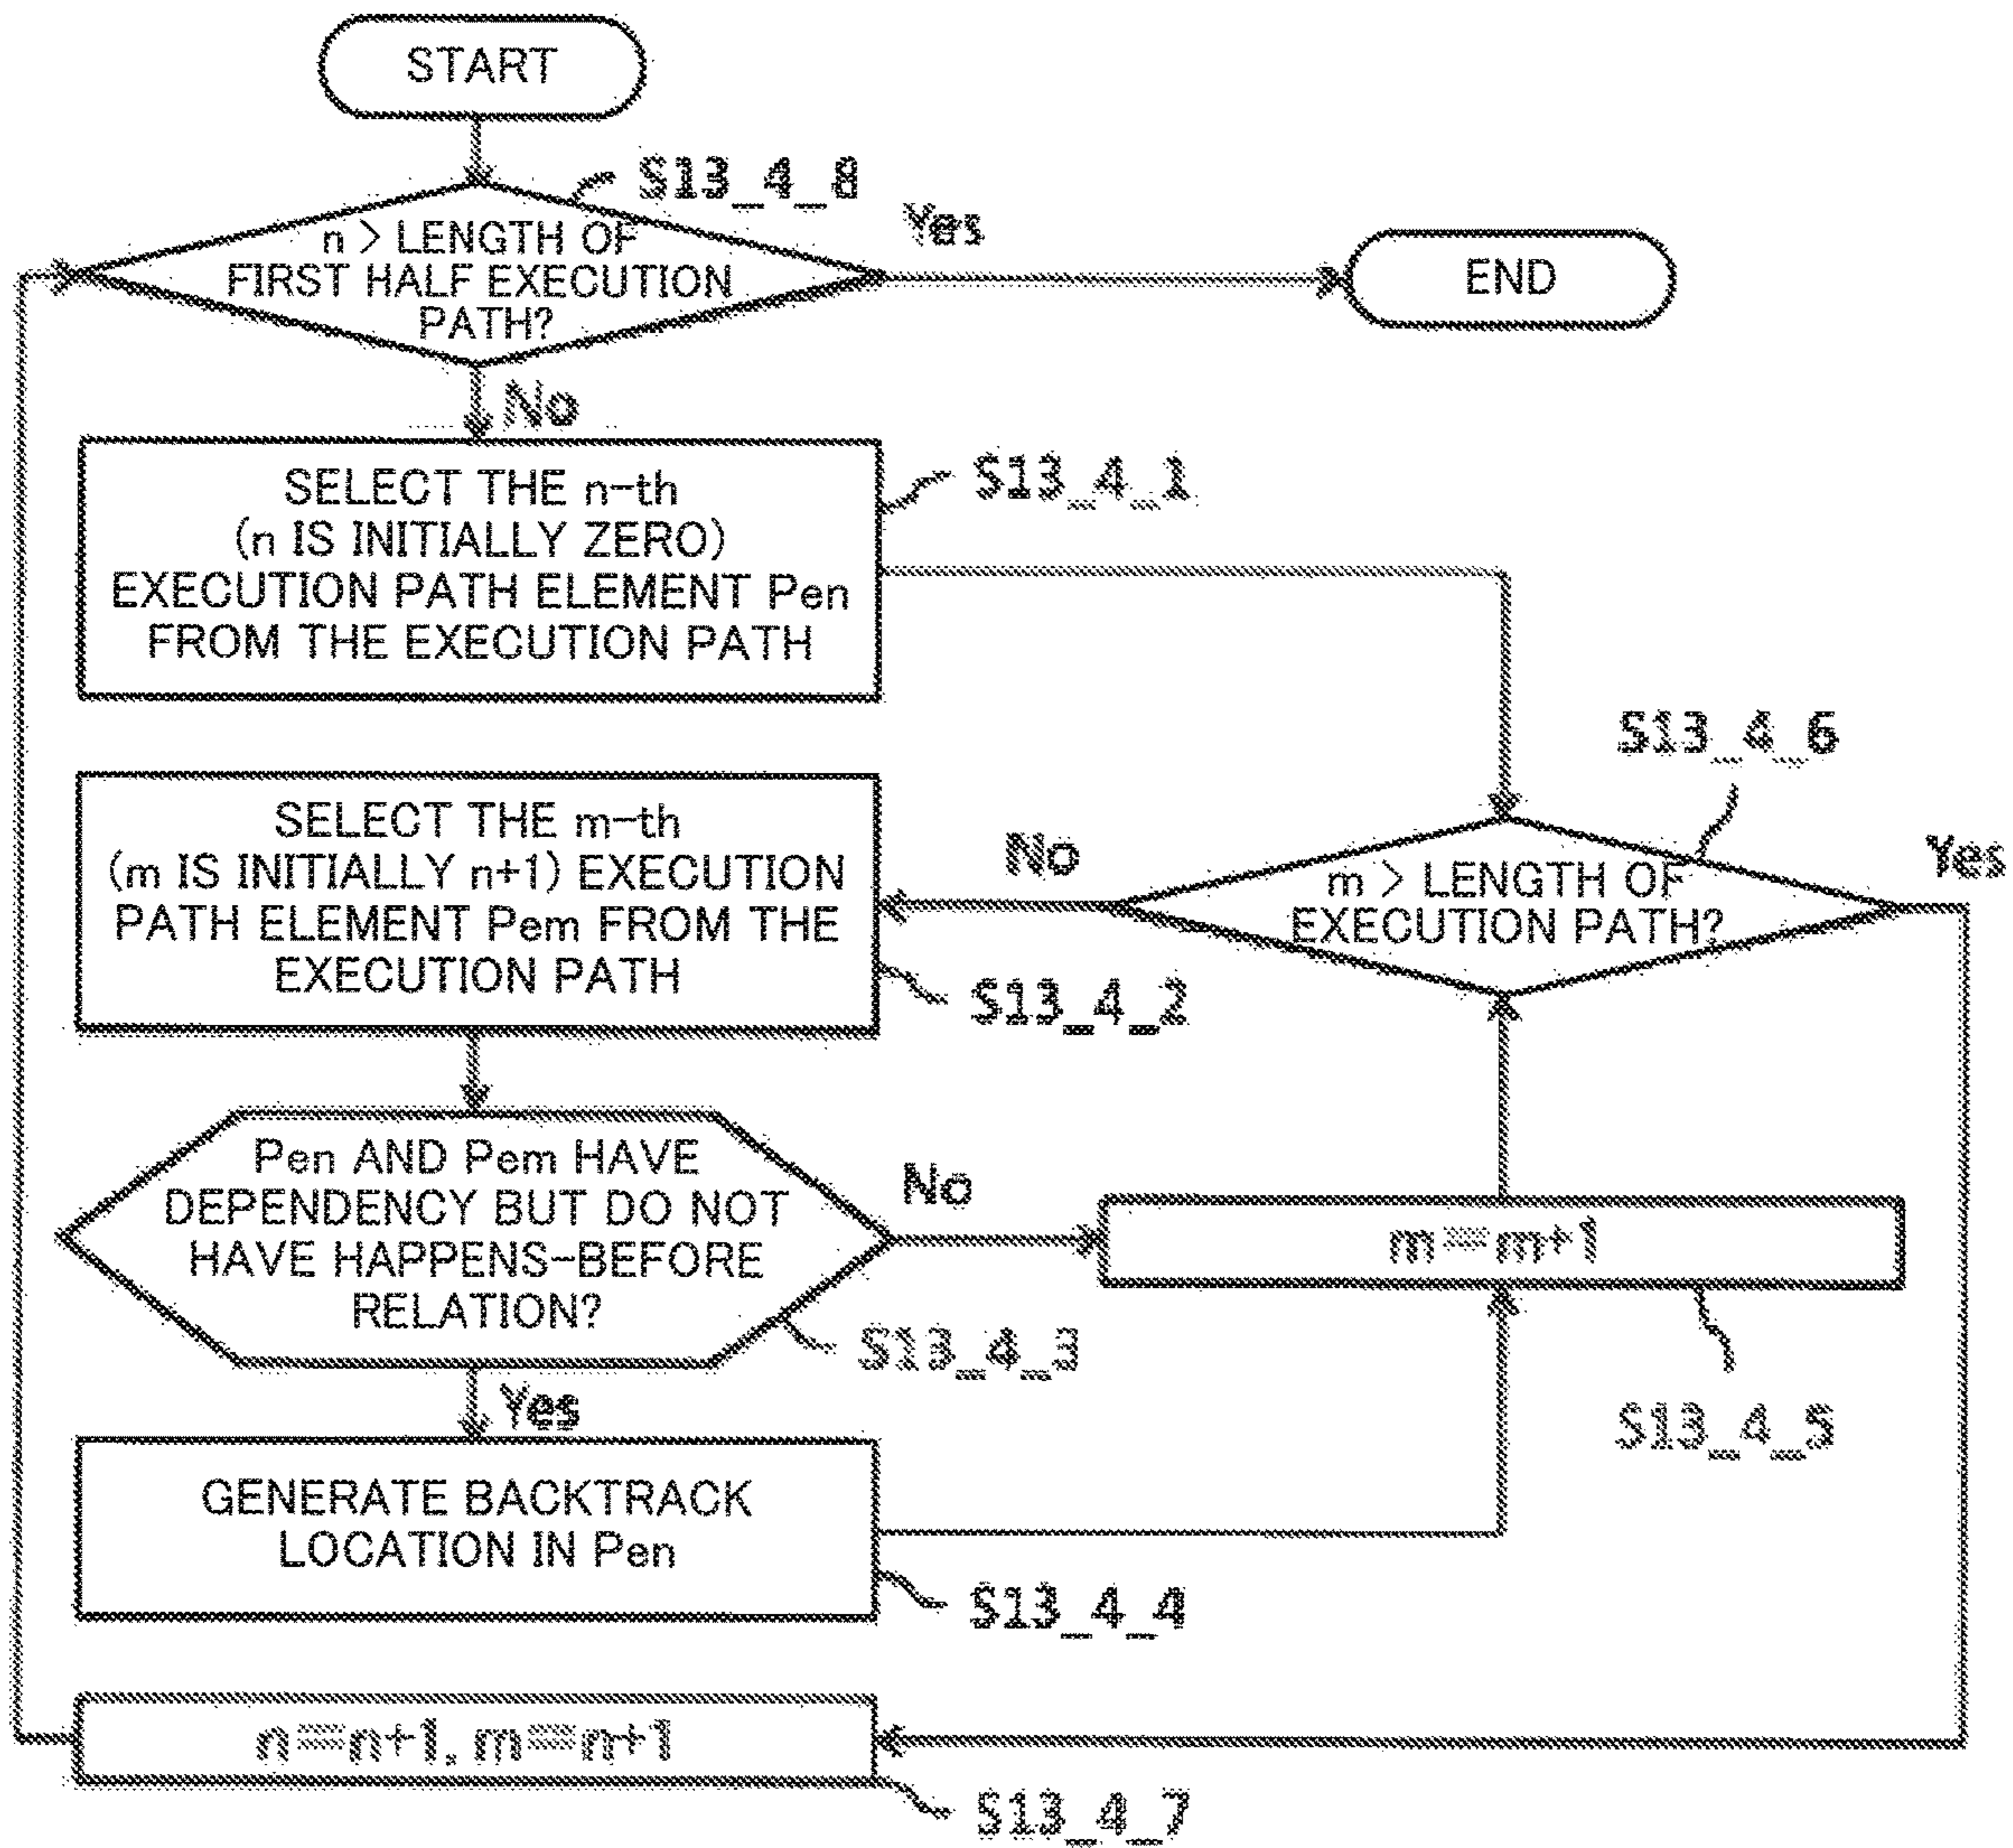 START
S13_4_8
n > LENGTH OF
FIRST HALF EXECUTION
PATH?
Yes
END
No
SELECT THE n-th
(n IS INITIALLY ZERO)
EXECUTION PATH ELEMENT Pen
FROM THE EXECUTION PATH
S13_4_1
S13_4_6
SELECT THE m-th
(m IS INITIALLY n+1) EXECUTION
PATH ELEMENT Pem FROM THE
EXECUTION PATH
S13_4_2
No
m > LENGTH OF
EXECUTION PATH?
Yes
Pen AND Pem HAVE
DEPENDENCY BUT DO NOT
HAVE HAPPENS-BEFORE
RELATION?
S13_4_3
No
m=m+1
S13_4_5
Yes
GENERATE BACKTRACK
LOCATION IN Pen
S13_4_4
n=n+1, m=n+1
S13_4_7